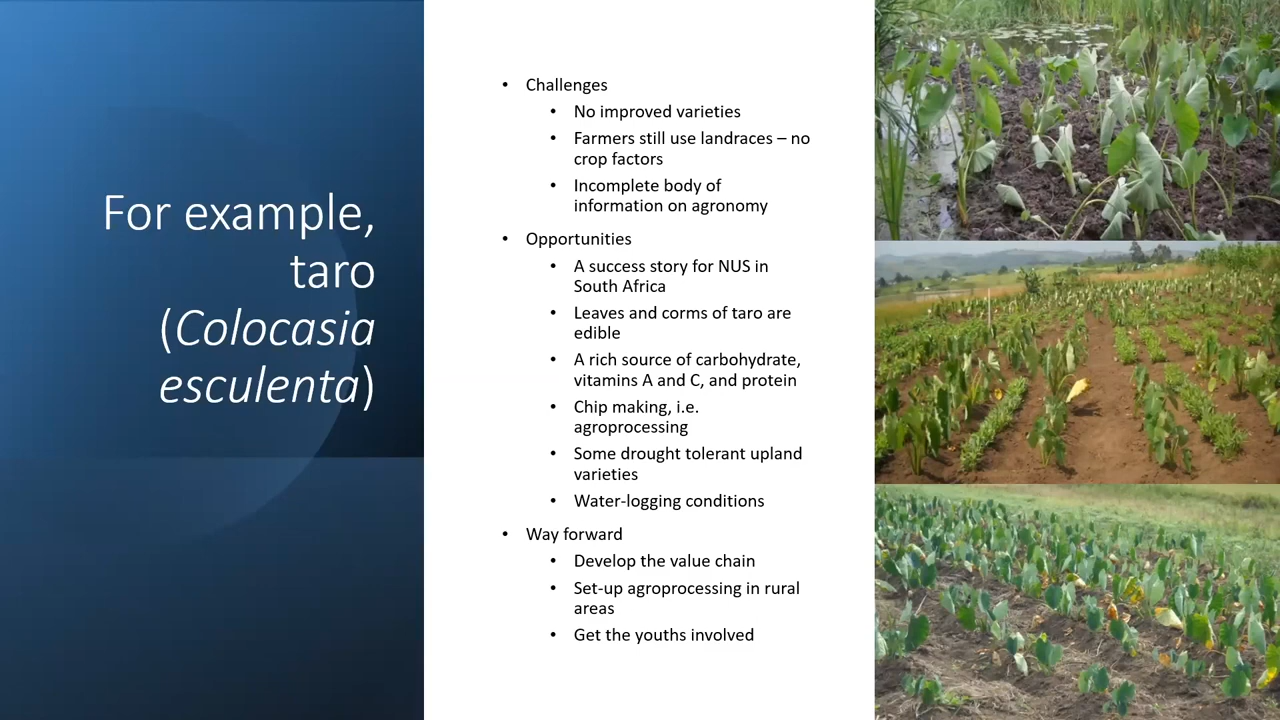 For example,
taro
(Colocasia
esculenta)
• Challenges
• No improved varieties
• Farmers still use landraces – no
crop factors
• Incomplete body of
information on agronomy
• Opportunities
• A success story for NUS in
South Africa
• Leaves and corms of taro are
edible
• A rich source of carbohydrate,
vitamins A and C, and protein
• Chip making, i.e.
agroprocessing
• Some drought tolerant upland
varieties
• Water-logging conditions
• Way forward
• Develop the value chain
• Set-up agroprocessing in rural
areas
• Get the youths involved